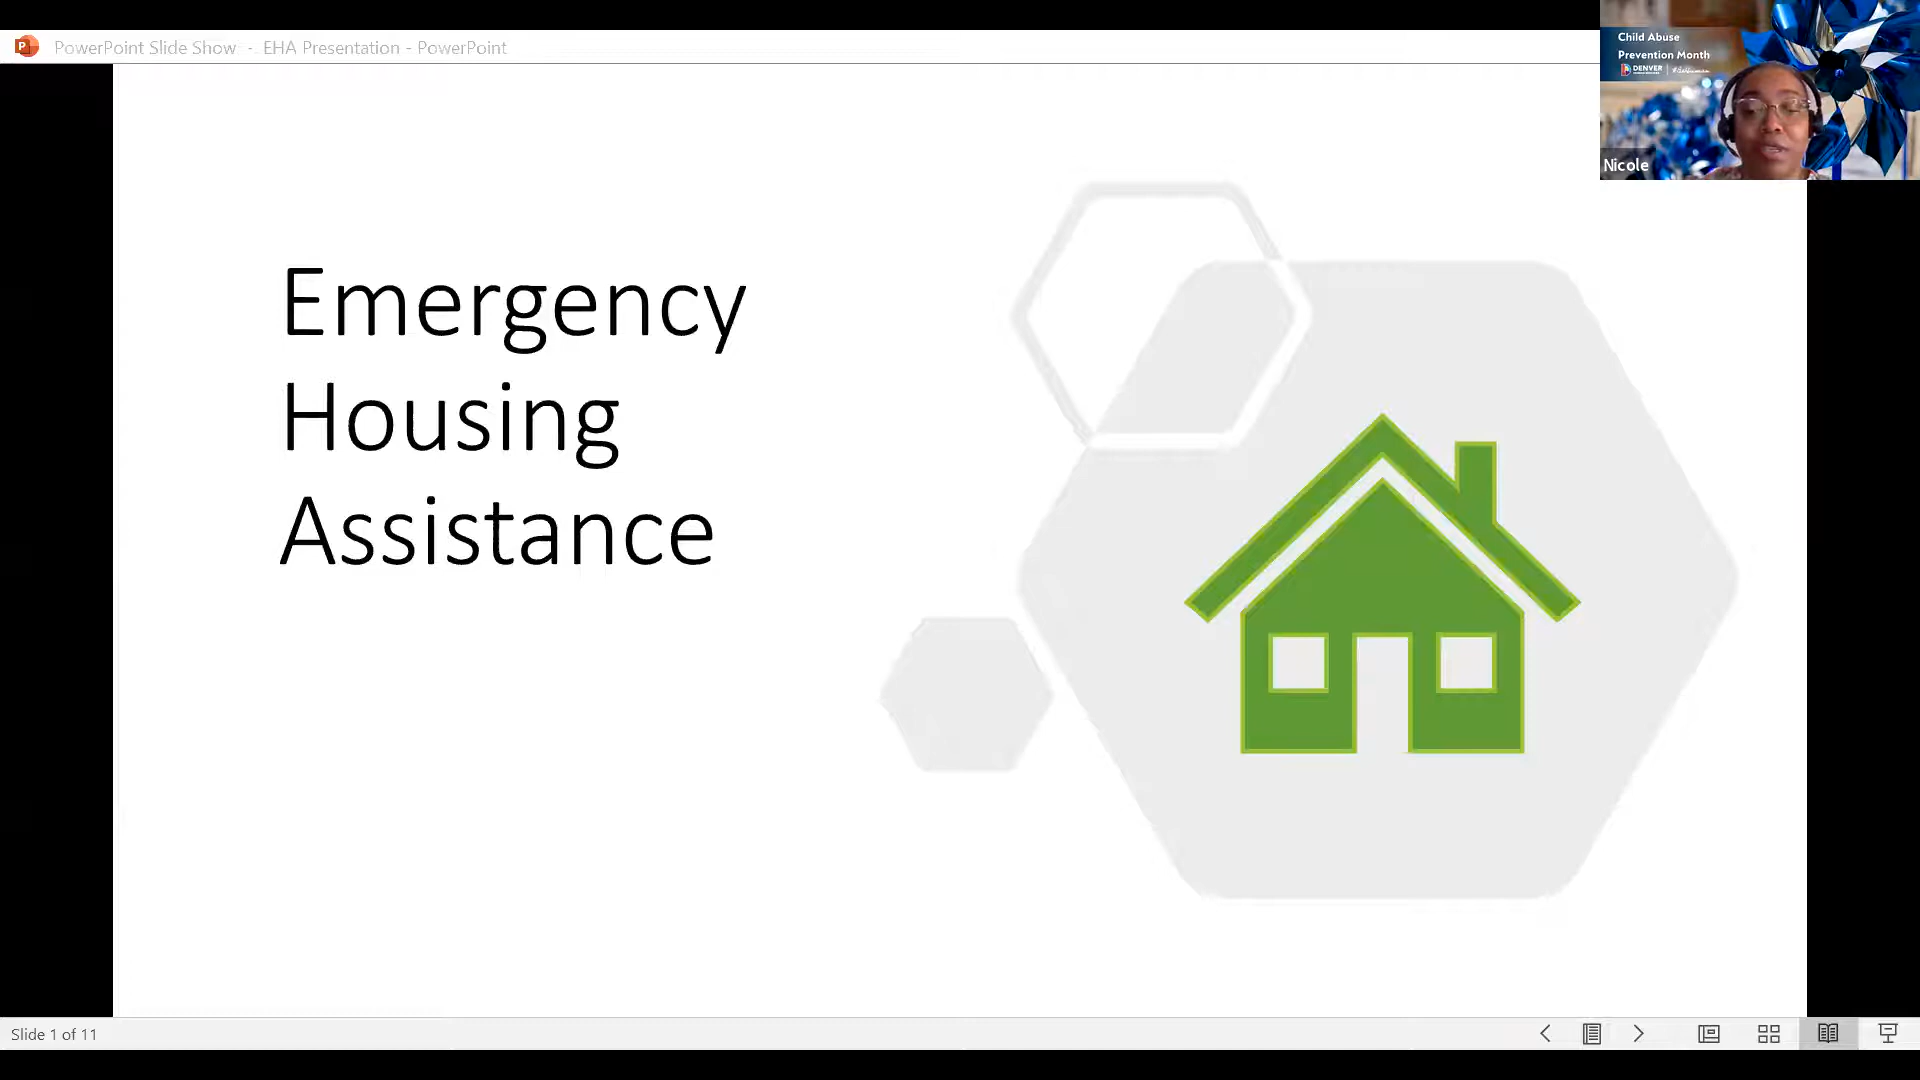 PowerPoint Slide Show - EHA Presentation - PowerPoint
Child Abuse
Prevention Month
DENVER
Nicole
Emergency
Housing
Assistance
Slide 1 of 11